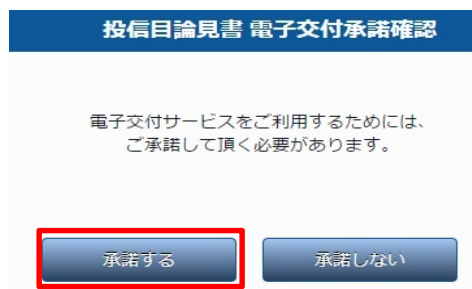 投信目論見書 電子交付承諾確認
電子交付サービスをご利用するためには、
ご承諾して頂く必要があります。
承諾する
承諾しない